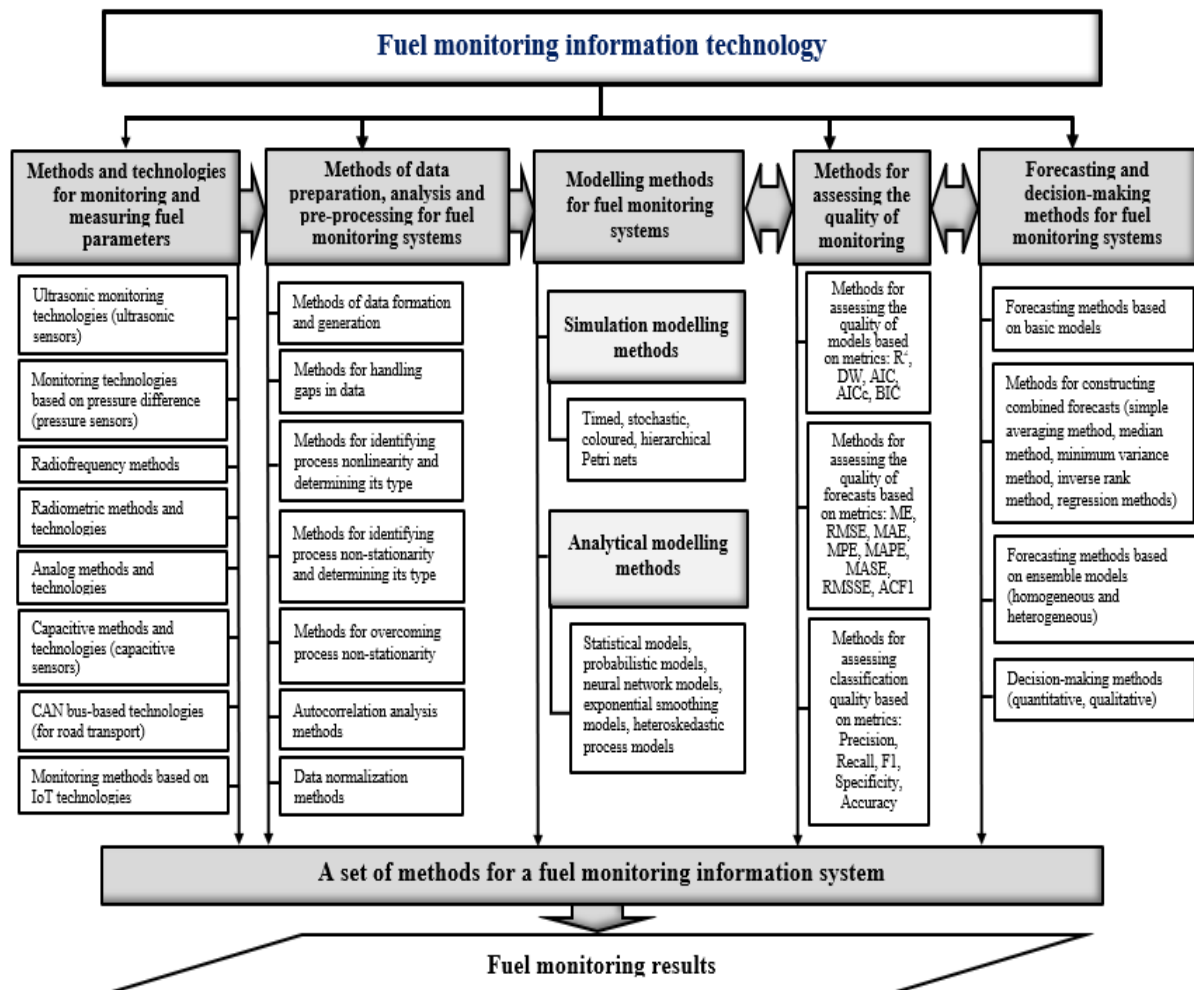 Fuel monitoring information technology
Methods and technologies
for monitoring and
measuring fuel
parameters
Methods of data
preparation, analysis and
pre-processing for fuel
monitoring systems
Modelling methods
for fuel monitoring
systems
Methods for
assessing the
quality of
monitoring
Forecasting and
decision-making
methods for fuel
monitoring systems
Ultrasonic monitoring
technologies (ultrasonic
sensors)
Monitoring technologies
based on pressure difference
(pressure sensors)
Radiofrequency methods
Radiometric methods and
technologies
Analog methods and
technologies
Capacitive methods and
technologies (capacitive
sensors)
CAN bus-based technologies
(for road transport)
Monitoring methods based on
IoT technologies
Methods of data formation
and generation
Methods for handling
gaps in data
Methods for identifying
process nonlinearity and
determining its type
Methods for identifying
process non-stationarity
and determining its type
Methods for overcoming
process non-stationarity
Autocorrelation analysis
methods
Data normalization
methods
Simulation modelling
methods
Timed, stochastic,
coloured, hierarchical
Petri nets
Analytical modelling
methods
Statistical models,
probabilistic models,
neural network models,
exponential smoothing
models, heteroskedastic
process models
Methods for
assessing the
quality of
models based
on metrics: R²,
DW, AIC,
AICc, BIC
Methods for
assessing the
quality of
forecasts based
on metrics: ME,
RMSE, MAE,
MPE, MAPE,
MASE,
RMSSE, ACF1
Methods for
assessing
classification
quality based
on metrics:
Precision,
Recall, F1,
Specificity,
Accuracy
Forecasting methods based
on basic models
Methods for constructing
combined forecasts (simple
averaging method, median
method, minimum variance
method, inverse rank
method, regression methods)
Forecasting methods based
on ensemble models
(homogeneous and
heterogeneous)
Decision-making methods
(quantitative, qualitative)
A set of methods for a fuel monitoring information system
Fuel monitoring results